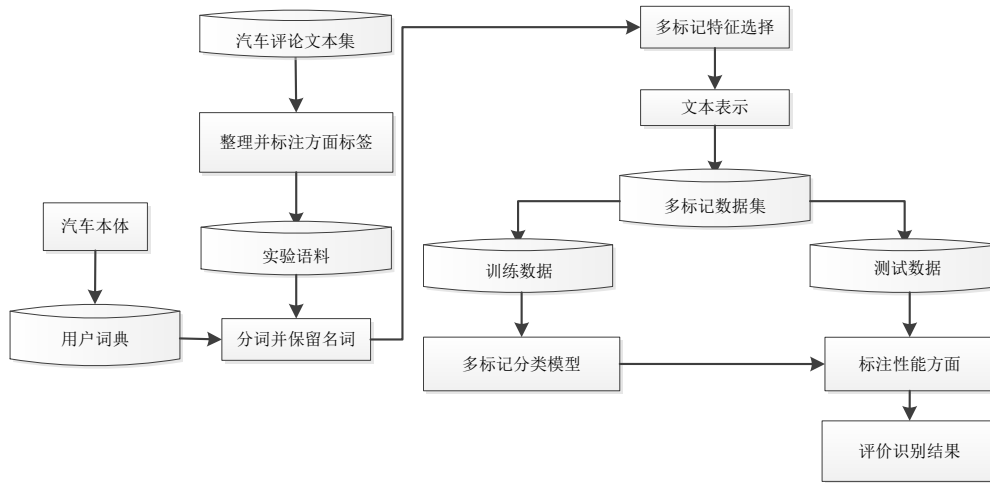 汽车评论文本集
整理并标注方面标签
汽车本体
实验语料
用户词典
分词并保留名词
多标记特征选择
文本表示
多标记数据集
训练数据
测试数据
多标记分类模型
标注性能方面
评价识别结果